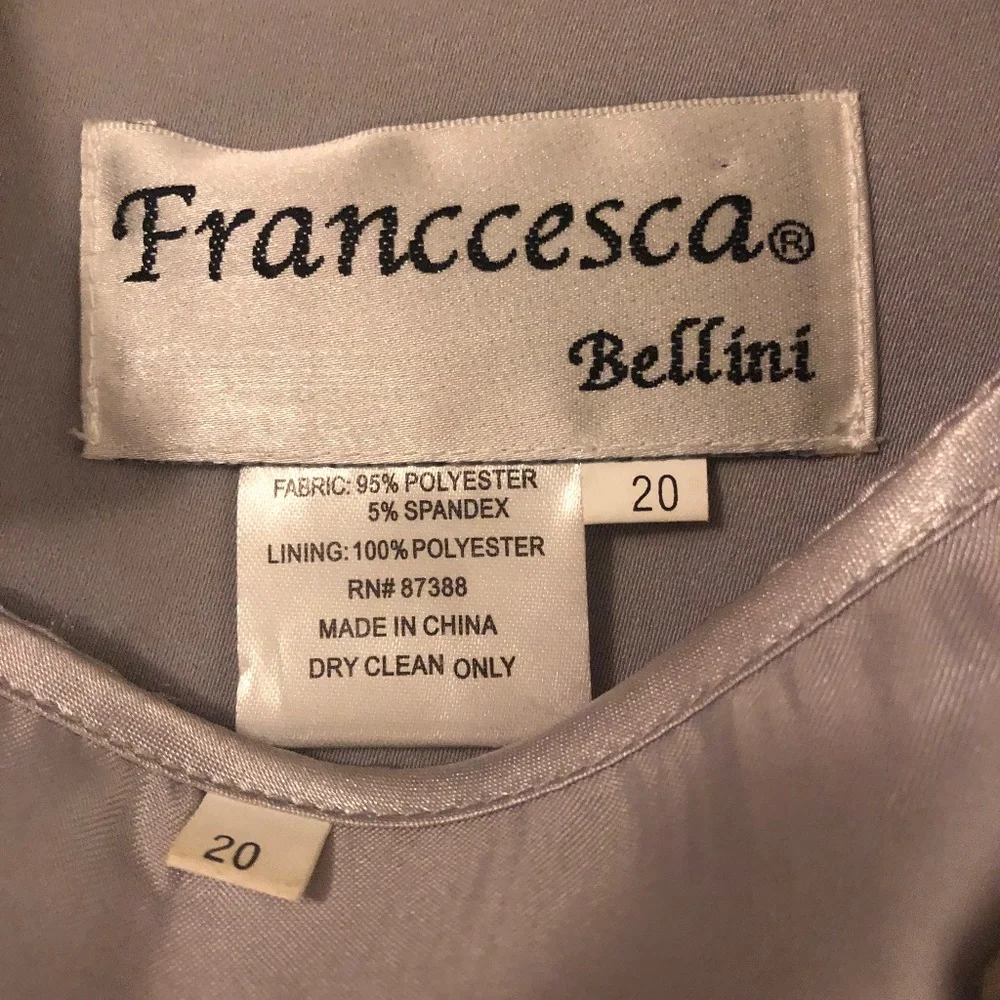 Franccesca®
Bellini
FABRIC: 95% POLYESTER
5% SPANDEX
LINING: 100% POLYESTER
RN# 87388
MADE IN CHINA
DRY CLEAN ONLY
20
20